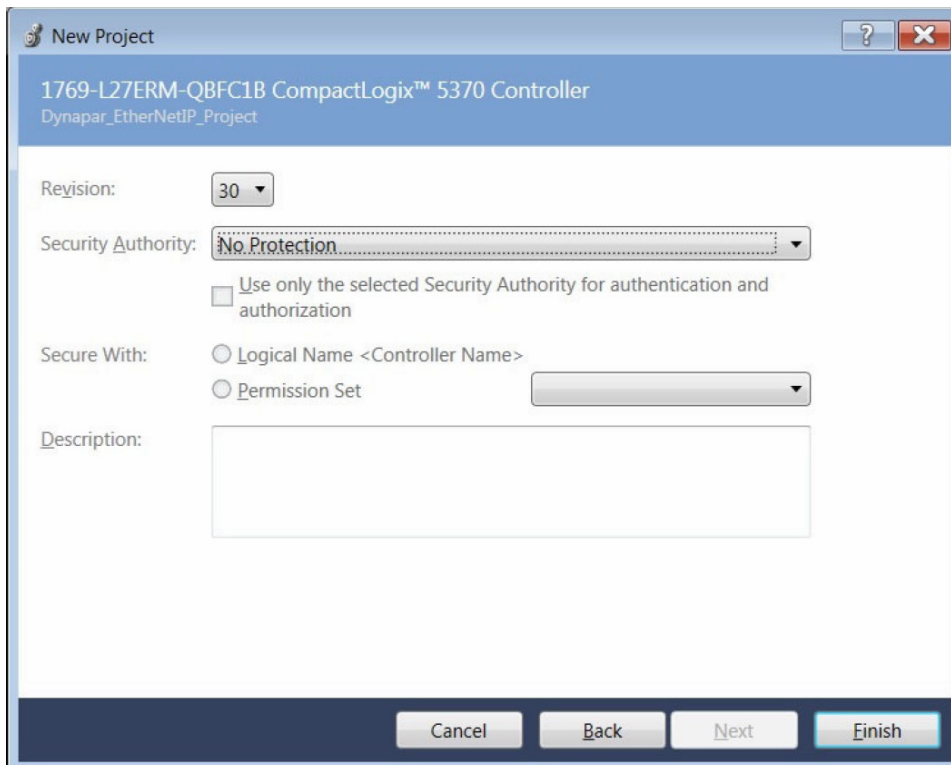 New Project
?
1769-L27ERM-QBFC1B CompactLogix™ 5370 Controller
Dynapar_EtherNetIP_Project
Revision:
30
Security Authority:
No Protection
Use only the selected Security Authority for authentication and
authorization
Secure With:
Logical Name <Controller Name>
Permission Set
Description:
Cancel
Back
Next
Finish